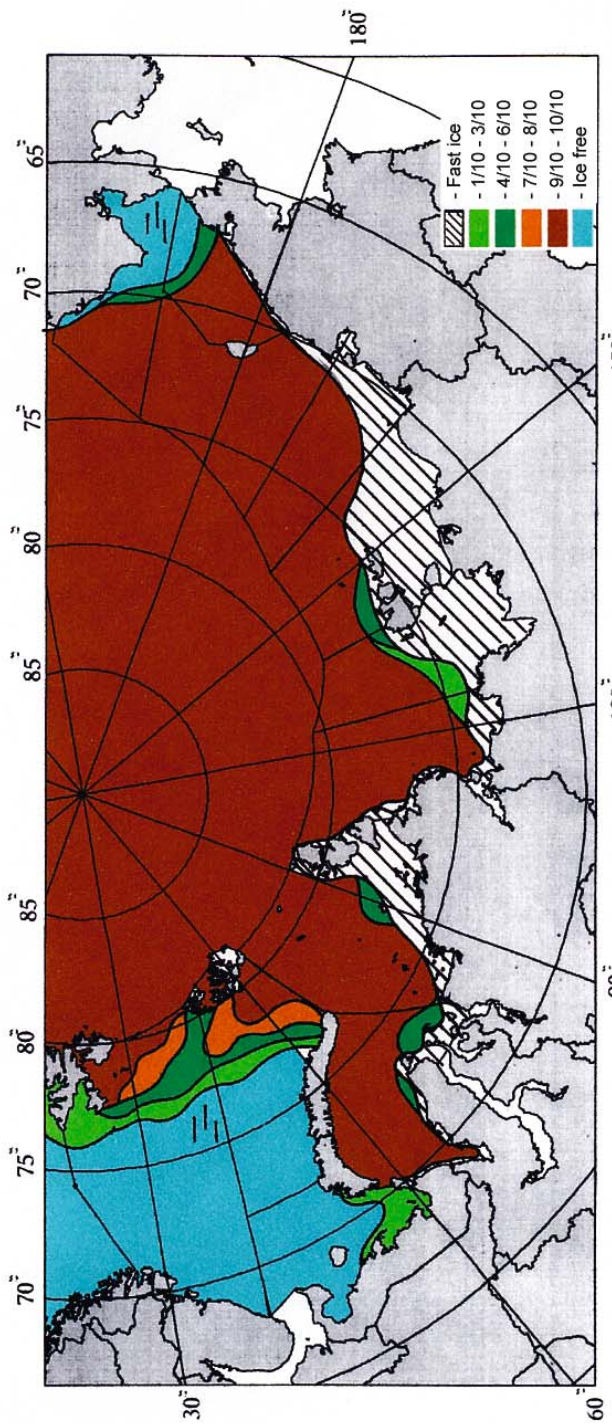 70° 75° 80° 85° 85° 80° 75° 70° 65°
180°
30°
60°
- Fast ice
- 1/10 - 3/10
- 4/10 - 6/10
- 7/10 - 8/10
- 9/10 - 10/10
- Ice free